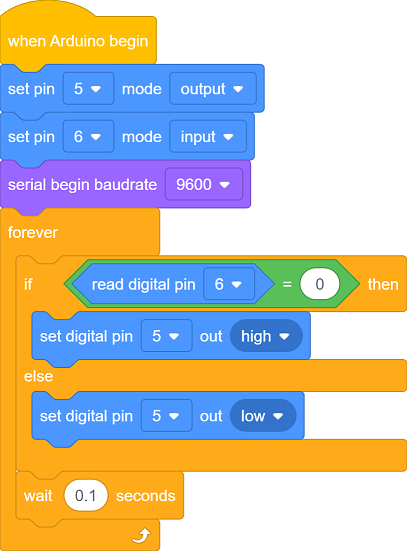 when Arduino begin
set pin 5 mode output
set pin 6 mode input
serial begin baudrate 9600
forever
if read digital pin 6 = 0 then
set digital pin 5 out high
else
set digital pin 5 out low
wait 0.1 seconds